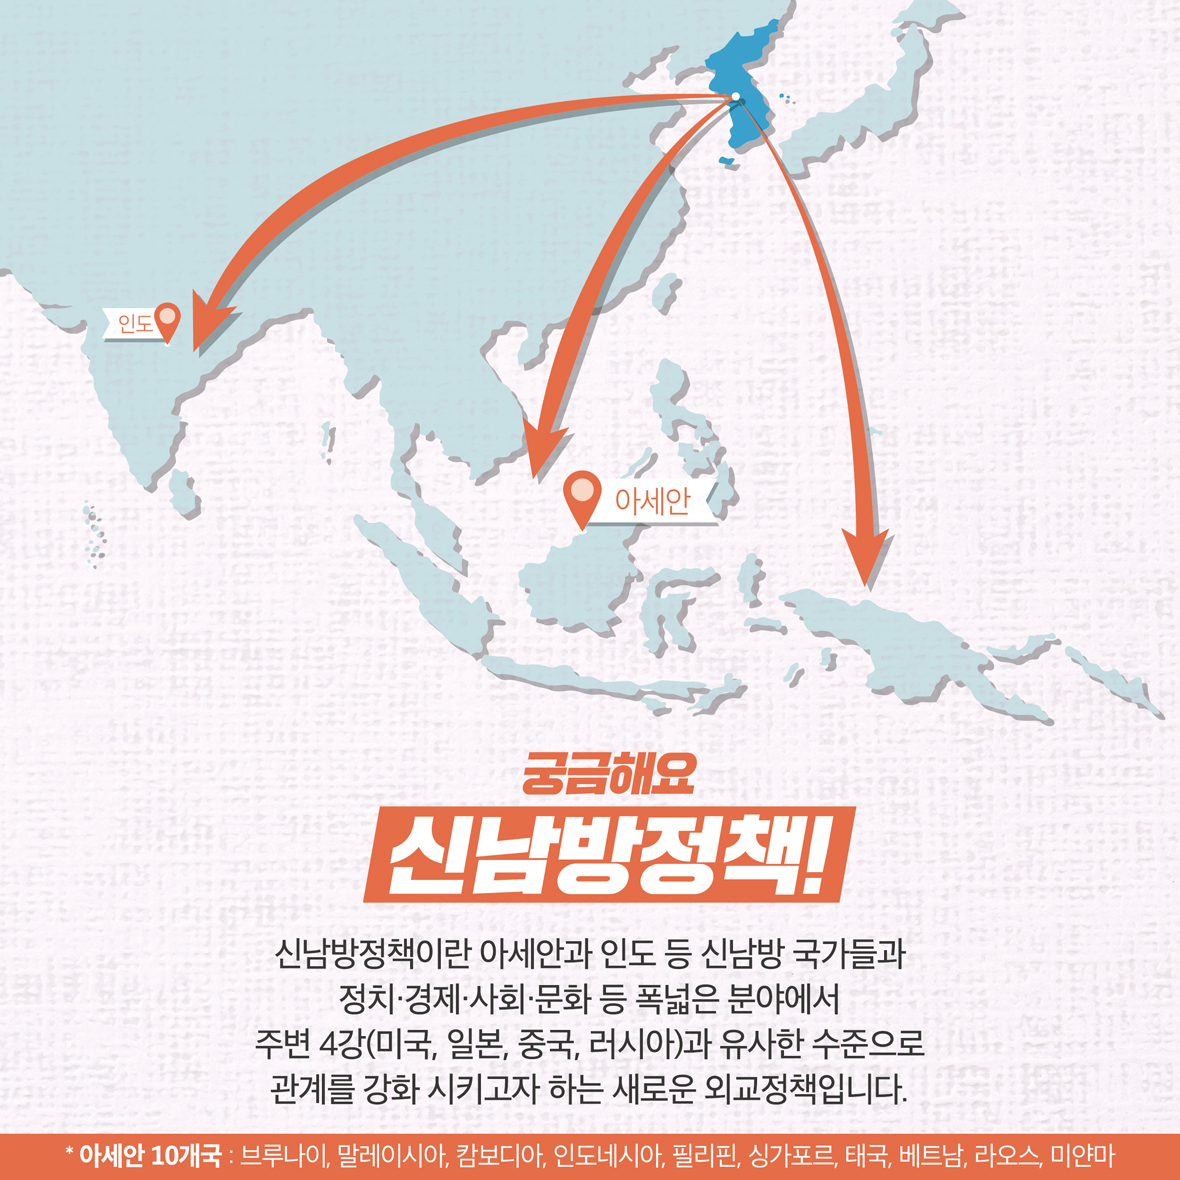 인도
아세안
궁금해요
신남방정책!
신남방정책이란 아세안과 인도 등 신남방 국가들과
정치·경제·사회·문화 등 폭넓은 분야에서
주변 4강(미국, 일본, 중국, 러시아)과 유사한 수준으로
관계를 강화 시키고자 하는 새로운 외교정책입니다.
* 아세안 10개국 : 브루나이, 말레이시아, 캄보디아, 인도네시아, 필리핀, 싱가포르, 태국, 베트남, 라오스, 미얀마